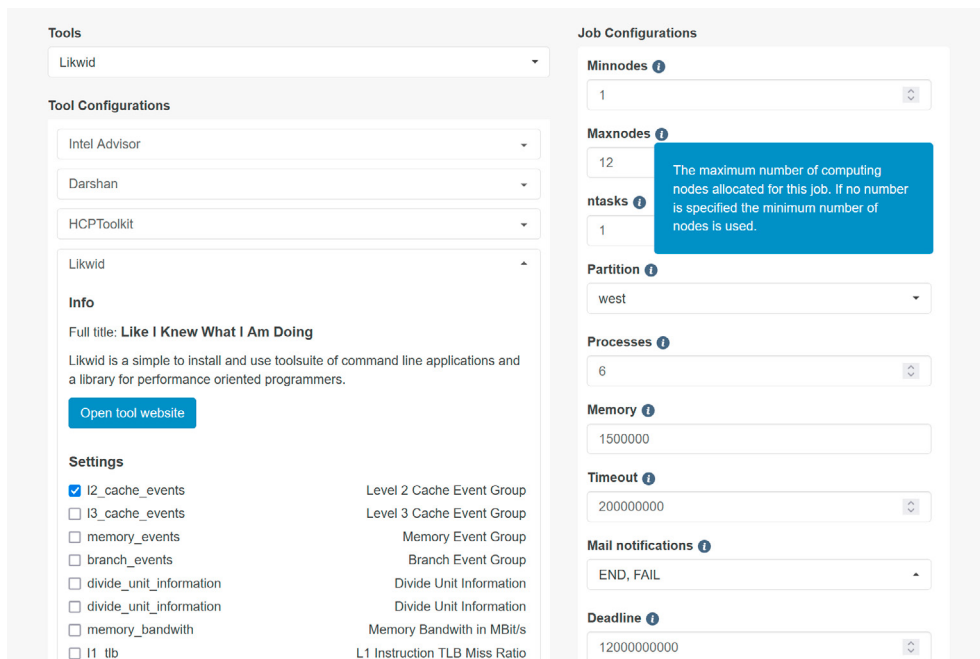 Tools
Likwid
Tool Configurations
Intel Advisor
Darshan
HCPToolkit
Likwid
Info
Full title: Like I Knew What I Am Doing
Likwid is a simple to install and use toolsuite of command line applications and
a library for performance oriented programmers.
Open tool website
Settings
l2_cache_events Level 2 Cache Event Group
l3_cache_events Level 3 Cache Event Group
memory_events Memory Event Group
branch_events Branch Event Group
divide_unit_information Divide Unit Information
divide_unit_information Divide Unit Information
memory_bandwith Memory Bandwith in MBit/s
l1_tlb L1 Instruction TLB Miss Ratio
Job Configurations
Minnodes
1
Maxnodes
12
The maximum number of computing
nodes allocated for this job. If no number
is specified the minimum number of
nodes is used.
ntasks
1
Partition
west
Processes
6
Memory
1500000
Timeout
200000000
Mail notifications
END, FAIL
Deadline
12000000000